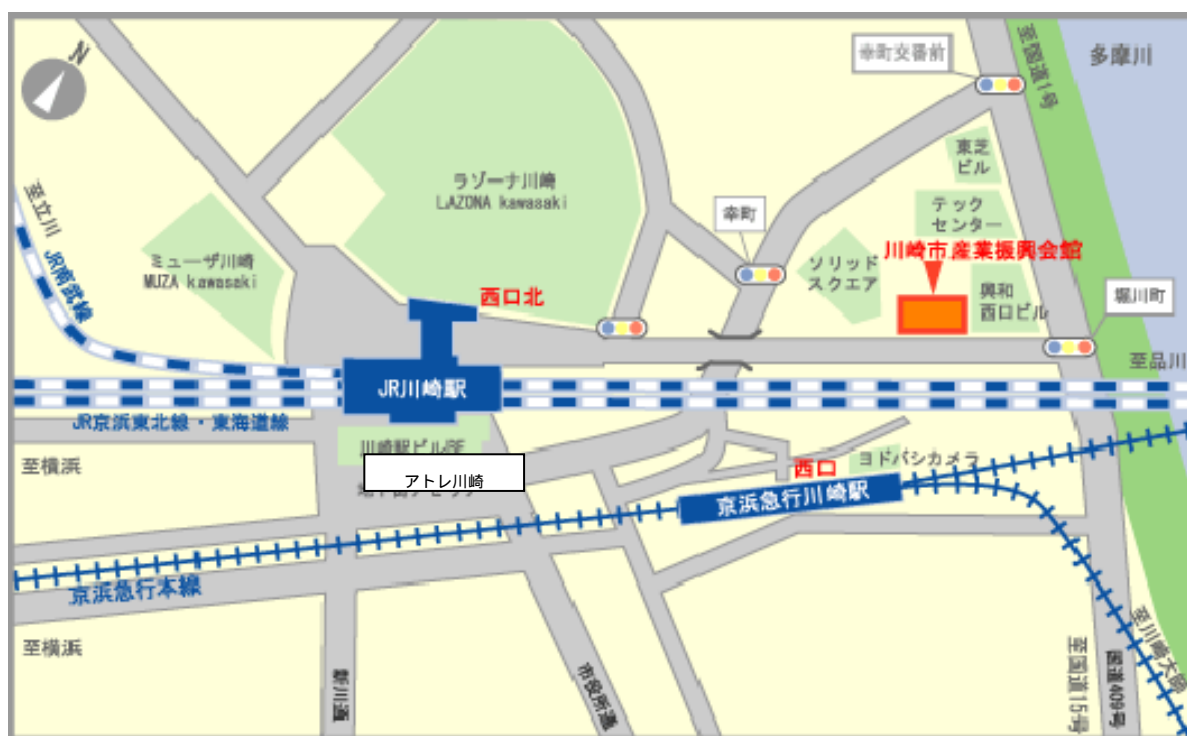 N
幸町交番前
至国道1号
多摩川
東芝
ビル
ラゾーナ川崎
LAZONA kawasaki
至立川
JR南武線
テック
センター
幸町
川崎市産業振興会館
ミューザ川崎
MUZA kawasaki
ソリッド
スクエア
西口北
興和
西口ビル
堀川町
至品川
JR川崎駅
JR京浜東北線・東海道線
川崎駅ビルBE
至横浜
アトレ川崎
西口
ヨドバシカメラ
京浜急行川崎駅
京浜急行本線
至横浜
新川通
市役所通
至国道15号
国道409号
至川崎大師